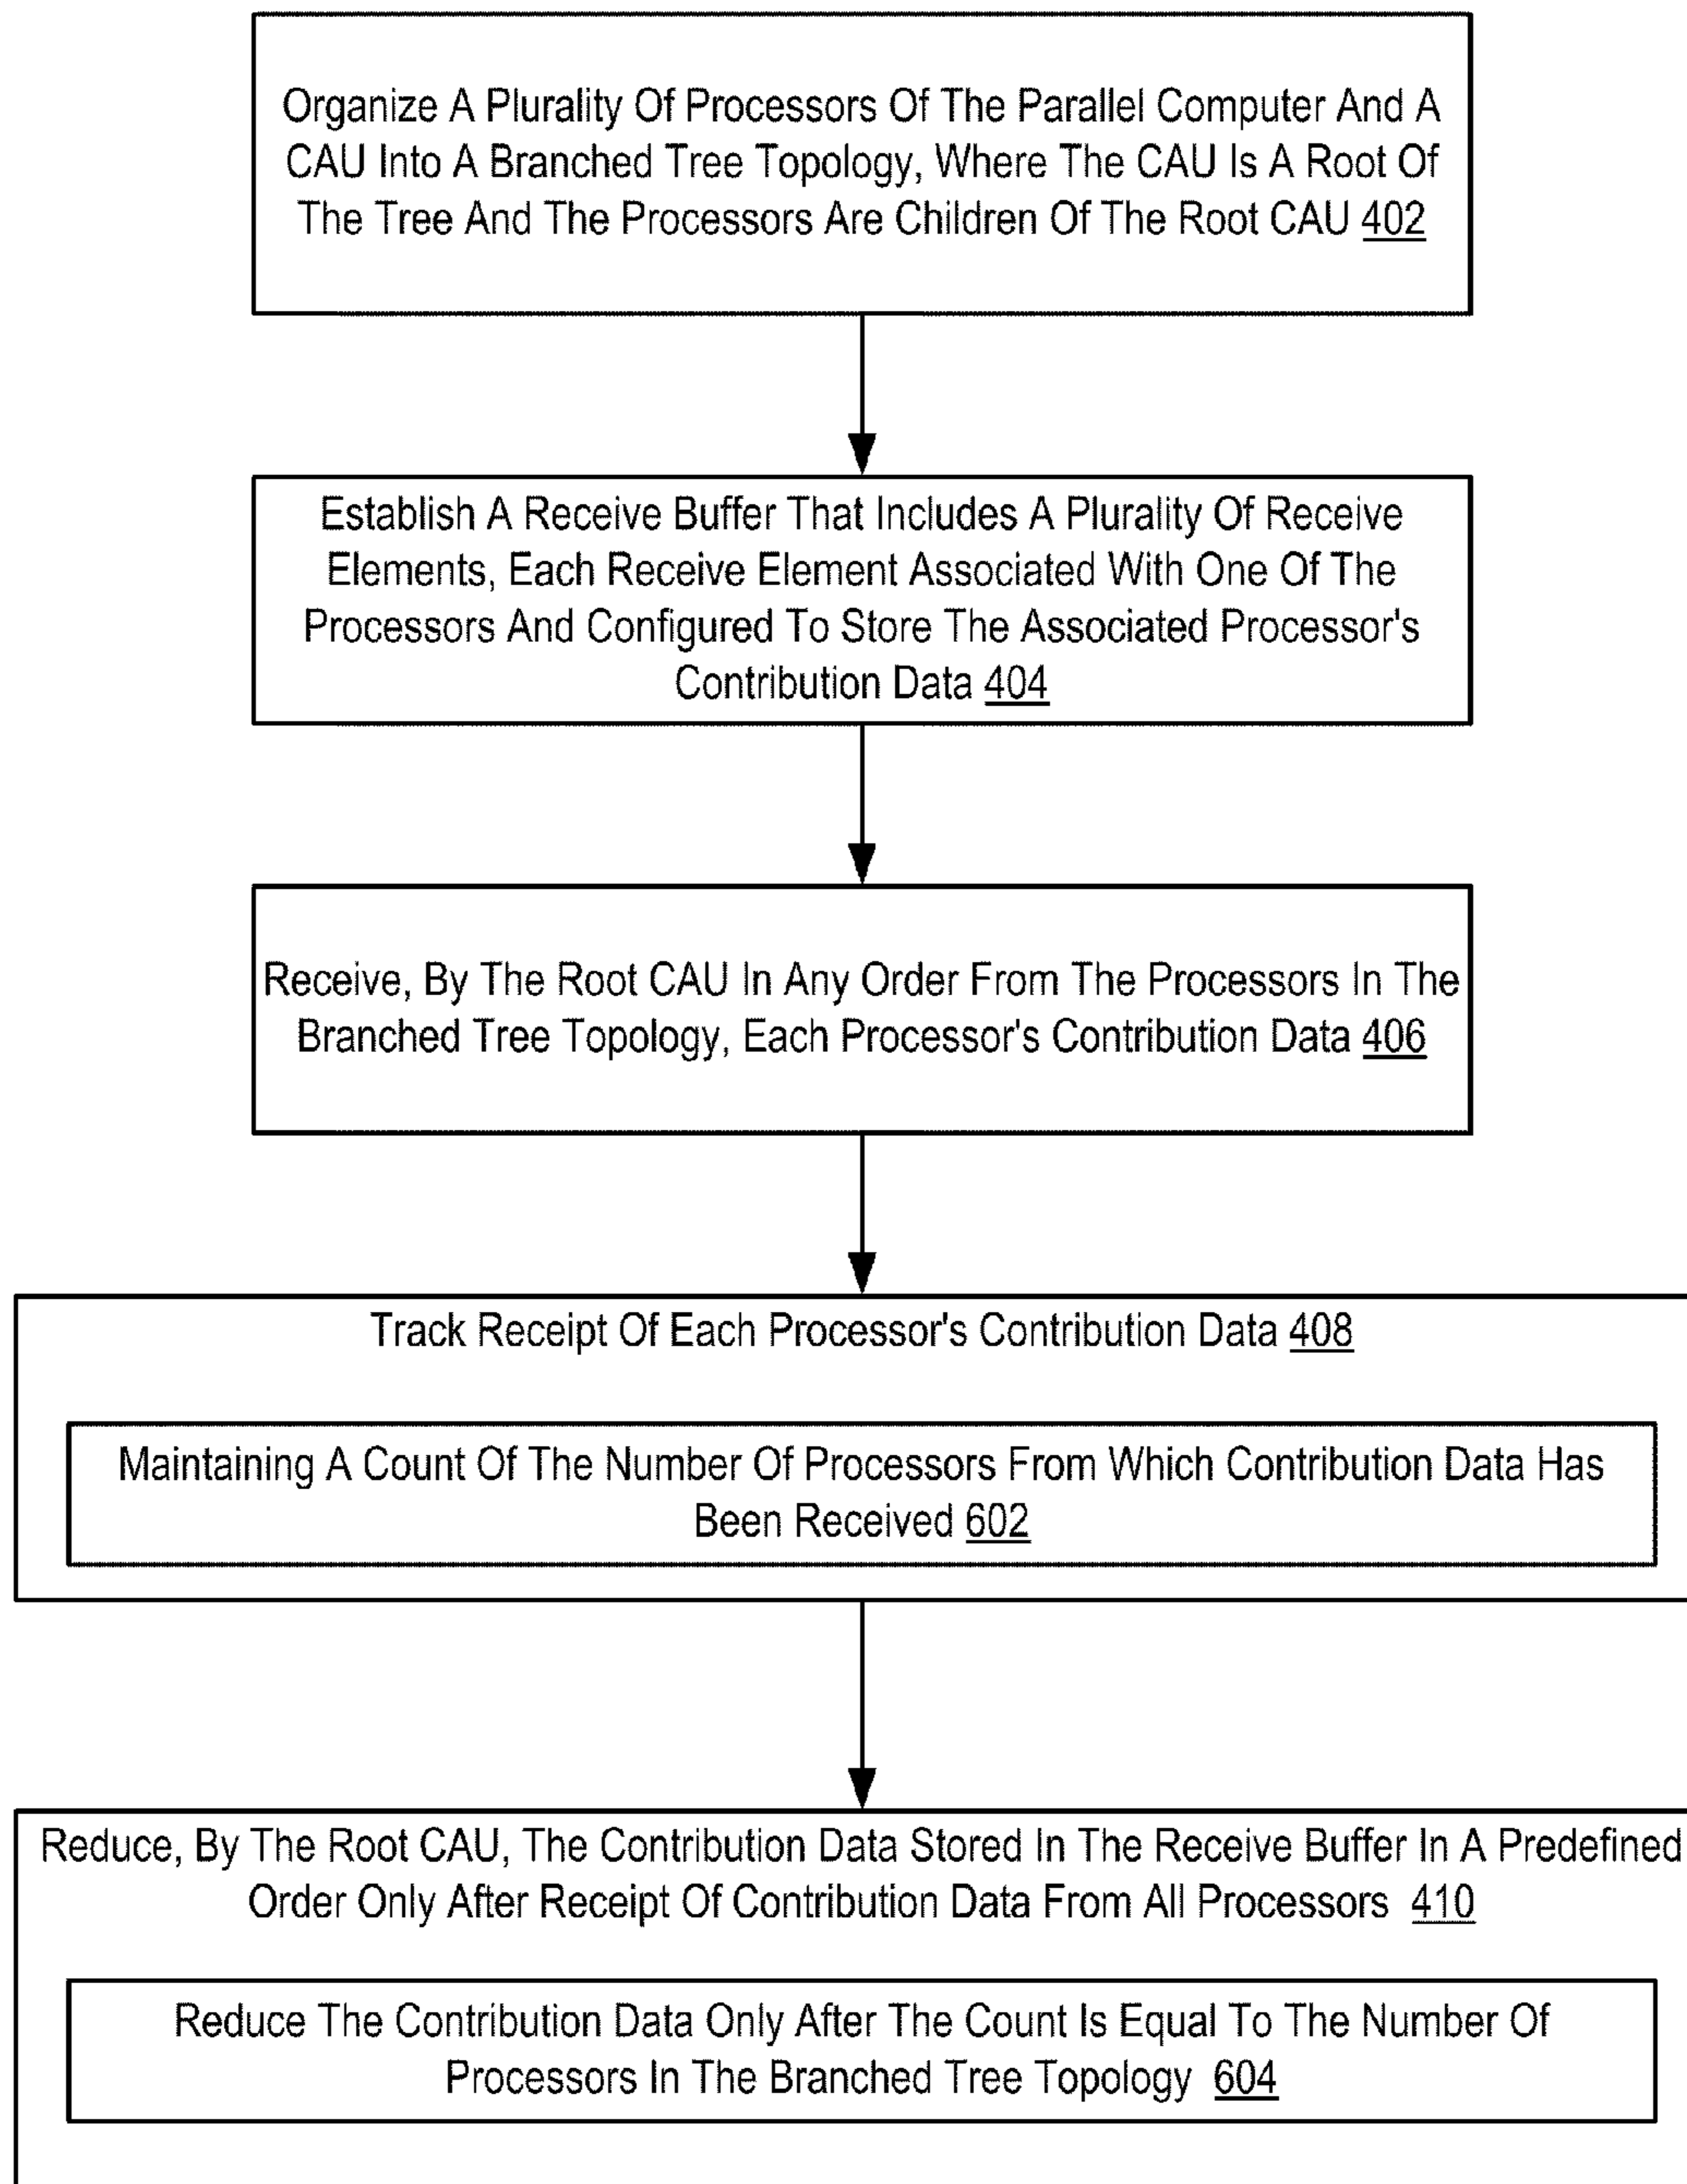 Organize A Plurality Of Processors Of The Parallel Computer And A
CAU Into A Branched Tree Topology, Where The CAU Is A Root Of
The Tree And The Processors Are Children Of The Root CAU 402
Establish A Receive Buffer That Includes A Plurality Of Receive
Elements, Each Receive Element Associated With One Of The
Processors And Configured To Store The Associated Processor's
Contribution Data 404
Receive, By The Root CAU In Any Order From The Processors In The
Branched Tree Topology, Each Processor's Contribution Data 406
Track Receipt Of Each Processor's Contribution Data 408
Maintaining A Count Of The Number Of Processors From Which Contribution Data Has
Been Received 602
Reduce, By The Root CAU, The Contribution Data Stored In The Receive Buffer In A Predefined
Order Only After Receipt Of Contribution Data From All Processors 410
Reduce The Contribution Data Only After The Count Is Equal To The Number Of
Processors In The Branched Tree Topology 604